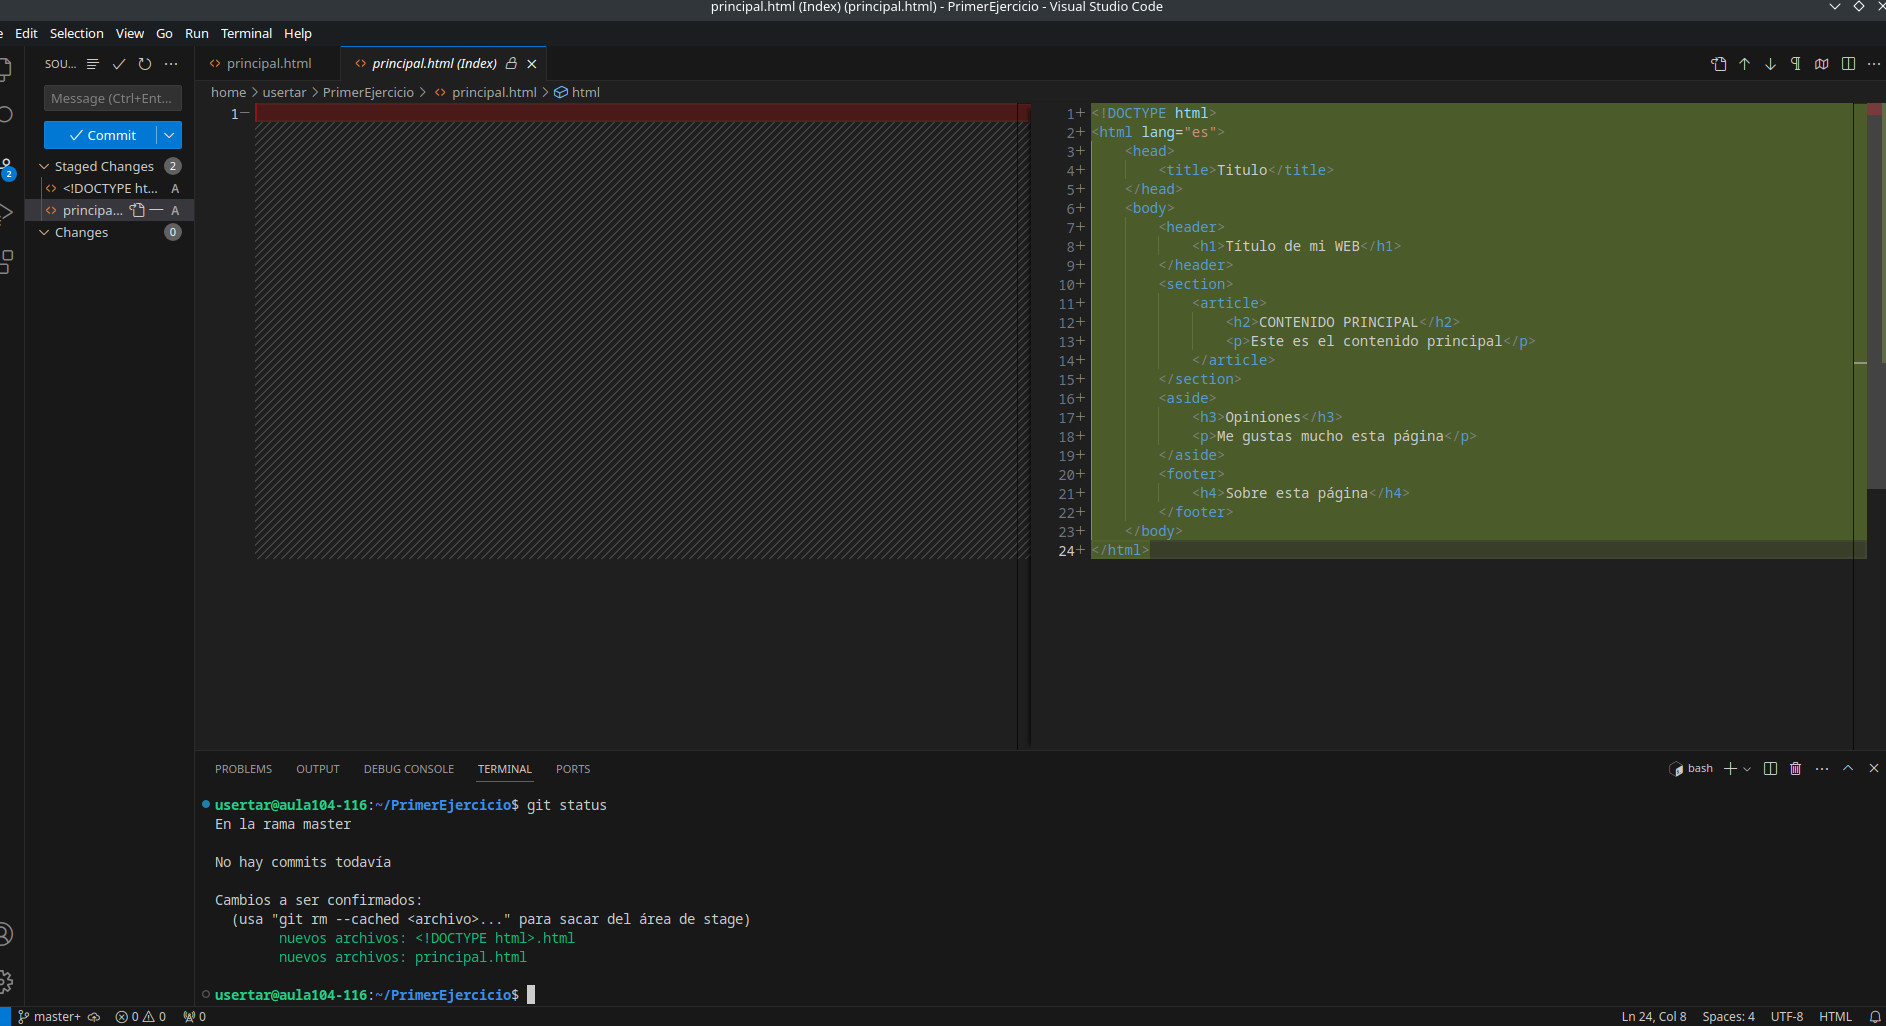 principal.html (Index) (principal.html) - PrimerEjercicio - Visual Studio Code
Edit Selection View Go Run Terminal Help
SOU...
principal.html
principal.html (Index)
Message (Ctrl+Ent...
home > usertar > PrimerEjercicio > principal.html > html
Commit
Staged Changes 2
<!DOCTYPE ht... A
principa... A
Changes 0
2
1
1 <!DOCTYPE html>
2 <html lang="es">
3 <head>
4 <title>Titulo</title>
5 </head>
6 <body>
7 <header>
8 <h1>Título de mi WEB</h1>
9 </header>
10 <section>
11 <article>
12 <h2>CONTENIDO PRINCIPAL</h2>
13 <p>Este es el contenido principal</p>
14 </article>
15 </section>
16 <aside>
17 <h3>Opiniones</h3>
18 <p>Me gustas mucho esta página</p>
19 </aside>
20 <footer>
21 <h4>Sobre esta página</h4>
22 </footer>
23 </body>
24 </html>
PROBLEMS OUTPUT DEBUG CONSOLE TERMINAL PORTS
bash
usertar@aula104-116:~/PrimerEjercicio$ git status
En la rama master
No hay commits todavía
Cambios a ser confirmados:
(usa "git rm --cached <archivo>..." para sacar del área de stage)
nuevos archivos: <!DOCTYPE html>.html
nuevos archivos: principal.html
usertar@aula104-116:~/PrimerEjercicio$
master+ 0 0 0
Ln 24, Col 8 Spaces: 4 UTF-8 HTML